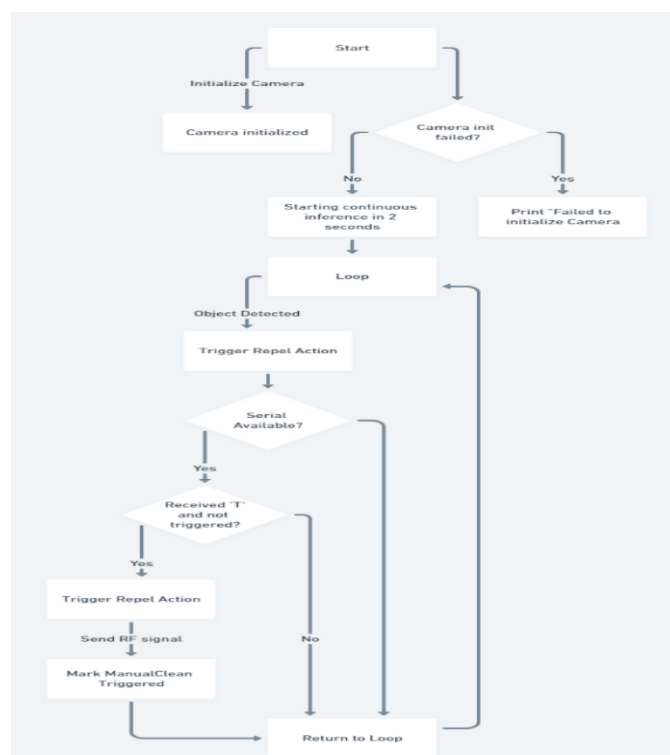 Start
Initialize Camera
Camera initialized
Camera init
failed?
No
Yes
Starting continuous
inference in 2
seconds
Print "Failed to
initialize Camera
Loop
Object Detected
Trigger Repel Action
Serial
Available?
Yes
Received 'T'
and not
triggered?
Yes
Trigger Repel Action
Send RF signal
No
Mark ManualClean
Triggered
Return to Loop